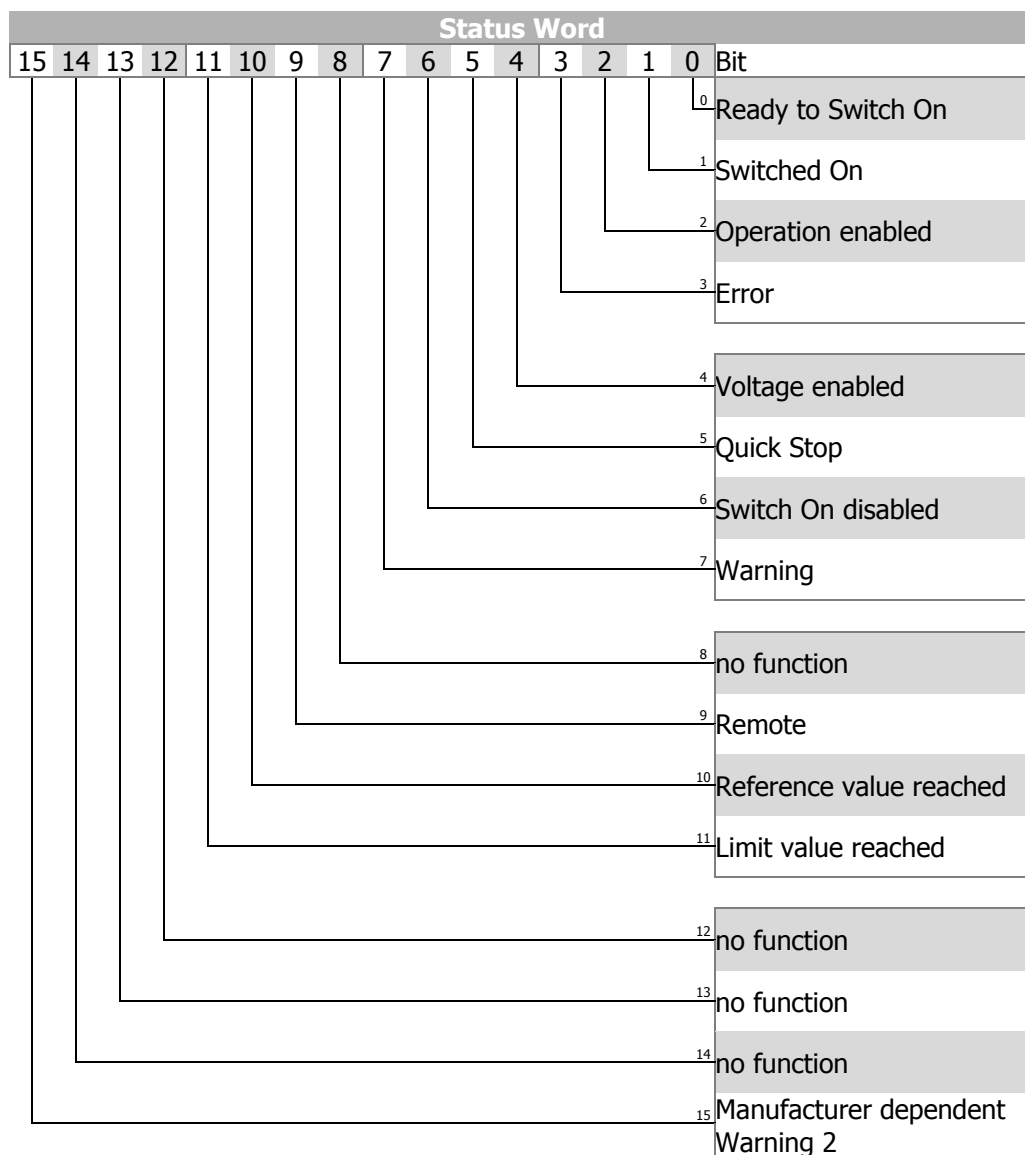 Status Word
15 14 13 12 11 10 9 8 7 6 5 4 3 2 1 0 Bit
0 Ready to Switch On
1 Switched On
2 Operation enabled
3 Error
4 Voltage enabled
5 Quick Stop
6 Switch On disabled
7 Warning
8 no function
9 Remote
10 Reference value reached
11 Limit value reached
12 no function
13 no function
14 no function
15 Manufacturer dependent
Warning 2